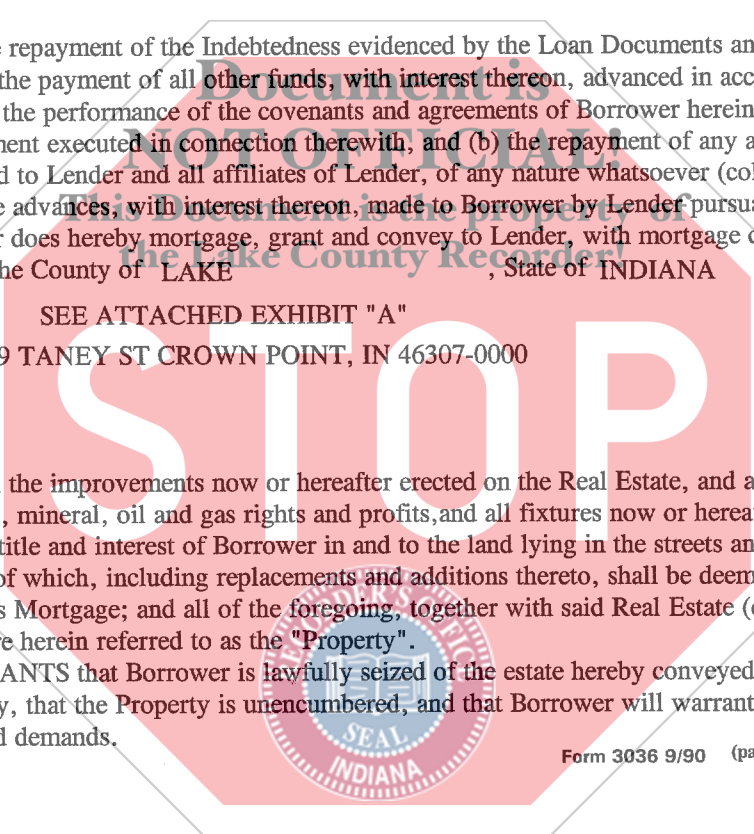 repayment of the Indebtedness evidenced by the Loan Documents an
the payment of all other funds, with interest thereon, advanced in acc
Document is
the performance of the covenants and agreements of Borrower herein
ment executed in connection therewith, and (b) the repayment of any a
NOT OFFICIAL!
d to Lender and all affiliates of Lender, of any nature whatsoever (col
e advances, with interest thereon, made to Borrower by Lender pursua
This Document is the property of
r does hereby mortgage, grant and convey to Lender, with mortgage c
the Lake County Recorder!
he County of LAKE , State of INDIANA
SEE ATTACHED EXHIBIT "A"
9 TANEY ST CROWN POINT, IN 46307-0000
STOP
the improvements now or hereafter erected on the Real Estate, and a
, mineral, oil and gas rights and profits,and all fixtures now or herea
title and interest of Borrower in and to the land lying in the streets an
of which, including replacements and additions thereto, shall be deem
s Mortgage; and all of the foregoing, together with said Real Estate (
re herein referred to as the "Property".
ANTS that Borrower is lawfully seized of the estate hereby conveyed
y, that the Property is unencumbered, and that Borrower will warrant
d demands.
SEAL
INDIANA
Form 3036 9/90 (pa